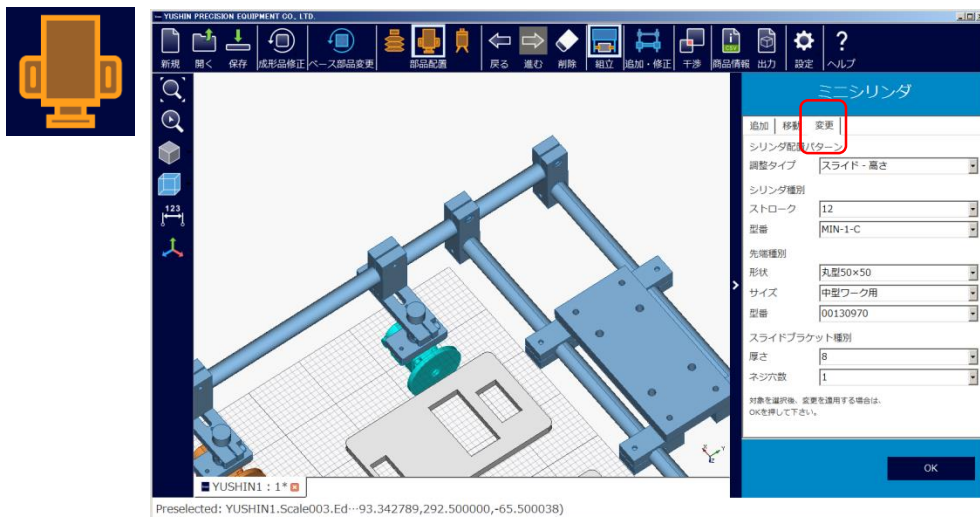 YUSHIN PRECISION EQUIPMENT CO., LTD.
新規 開く 保存 成形品修正 ベース部品変更 部品配置 戻る 進む 削除 組立 追加・修正 干渉 商品情報 出力 設定 ヘルプ
CSV
?
123
ミニシリンダ
追加 移動 変更
シリンダ配置パターン
調整タイプ スライド - 高さ
シリンダ種別
ストローク 12
型番 MIN-1-C
先端種別
形状 丸型50×50
サイズ 中型ワーク用
型番 00130970
スライドブラケット種別
厚さ 8
ネジ穴数 1
対象を選択後、変更を適用する場合は、
OKを押して下さい。
OK
X Y
Z
YUSHIN1 : 1*
Preselected: YUSHIN1.Scale003.Ed…93.342789,292.500000,-65.500038)